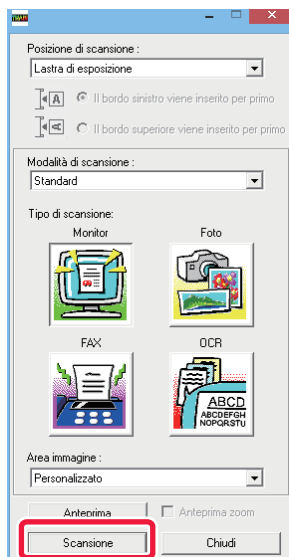 Posizione di scansione :
Lastra di esposizione
A Il bordo sinistro viene inserito per primo
A Il bordo superiore viene inserito per primo
Modalità di scansione :
Standard
Tipo di scansione:
Monitor Foto
FAX OCR
ABCD
ABCDEFGH
NOPQRSTU
Area immagine :
Personalizzato
Anteprima Anteprima zoom
Scansione Chiudi